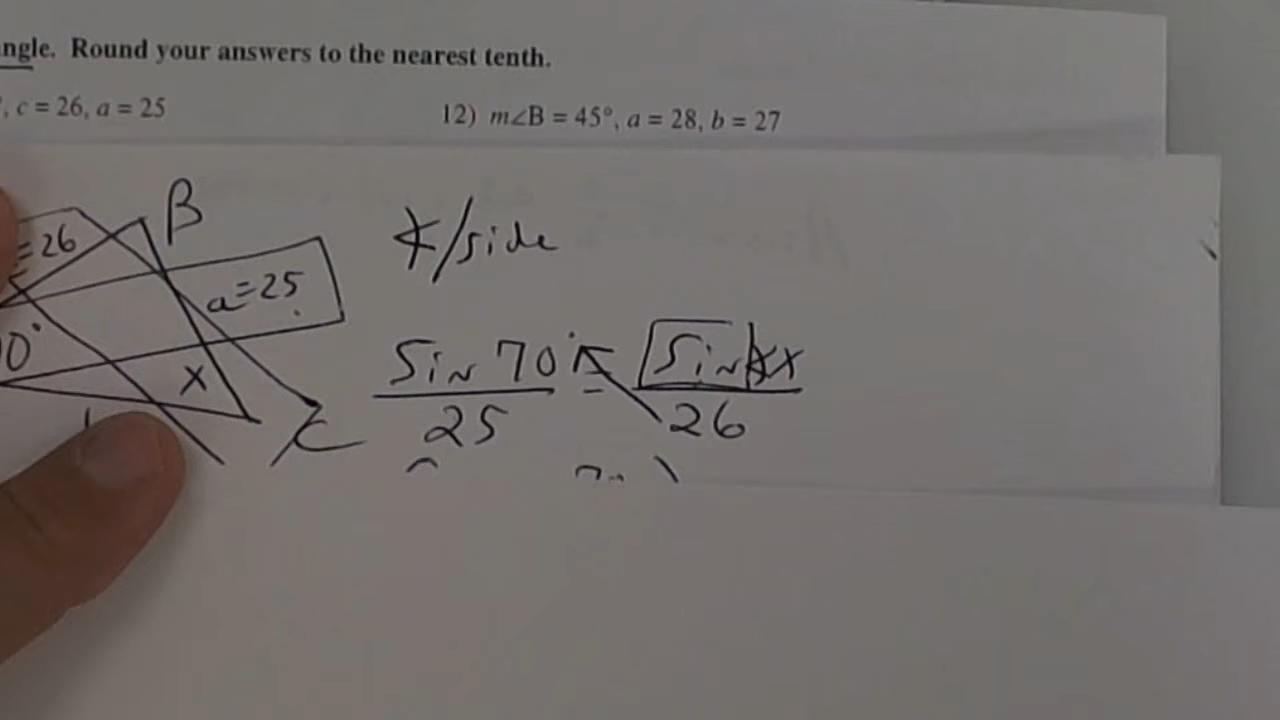 ngle. Round your answers to the nearest tenth.
, c = 26, a = 25
12) m∠B = 45°, a = 28, b = 27
β
= 26
a = 25
0°
x
C
∡/side
Sin 70° = Sin x
25 26